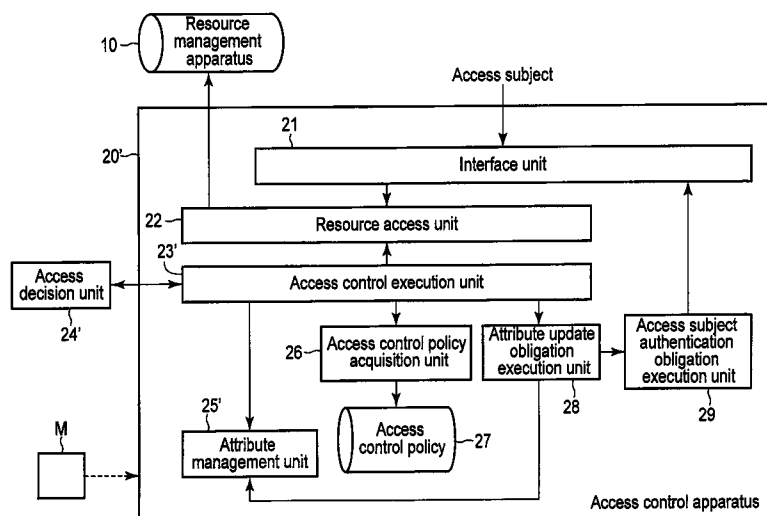 10
Resource
management
apparatus
Access subject
20'
21
Interface unit
22
Resource access unit
23'
Access control execution unit
Access
decision unit
24'
26
Access control policy
acquisition unit
Attribute update
obligation
execution unit
28
Access subject
authentication
obligation
execution unit
29
25'
Attribute
management unit
Access
control policy
27
M
Access control apparatus